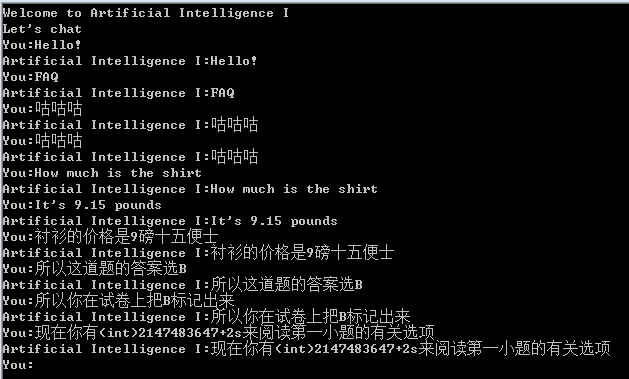 Welcome to Artificial Intelligence I
Let's chat
You:Hello!
Artificial Intelligence I:Hello!
You:FAQ
Artificial Intelligence I:FAQ
You:咕咕咕
Artificial Intelligence I:咕咕咕
You:咕咕咕
Artificial Intelligence I:咕咕咕
You:How much is the shirt
Artificial Intelligence I:How much is the shirt
You:It's 9.15 pounds
Artificial Intelligence I:It's 9.15 pounds
You:衬衫的价格是9磅十五便士
Artificial Intelligence I:衬衫的价格是9磅十五便士
You:所以这道题的答案选B
Artificial Intelligence I:所以这道题的答案选B
You:所以你在试卷上把B标记出来
Artificial Intelligence I:所以你在试卷上把B标记出来
You:现在你有(int)2147483647+2s来阅读第一小题的有关选项
Artificial Intelligence I:现在你有(int)2147483647+2s来阅读第一小题的有关选项
You: